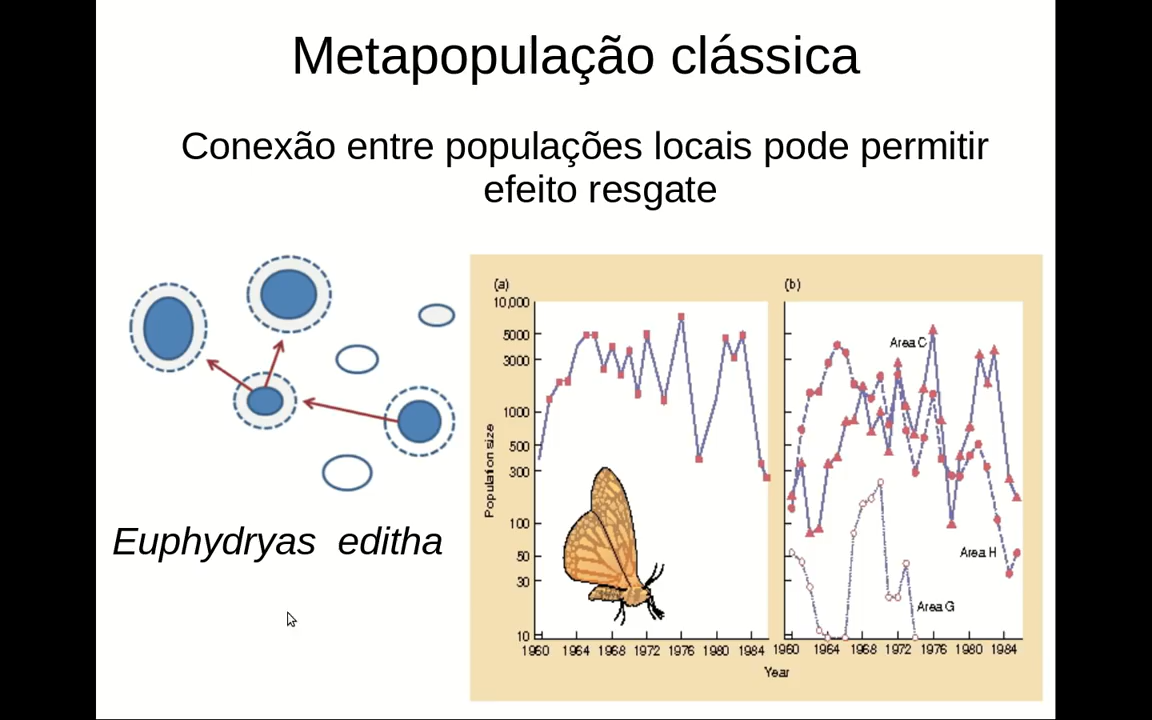 Metapopulação clássica
Conexão entre populações locais pode permitir
efeito resgate
Euphydryas editha
(a)
10,000
5000
3000
1000
500
300
100
50
30
10
Population size
1960 1964 1968 1972 1976 1980 1984
(b)
Area C
Area H
Area G
1960 1964 1968 1972 1976 1980 1984
Year